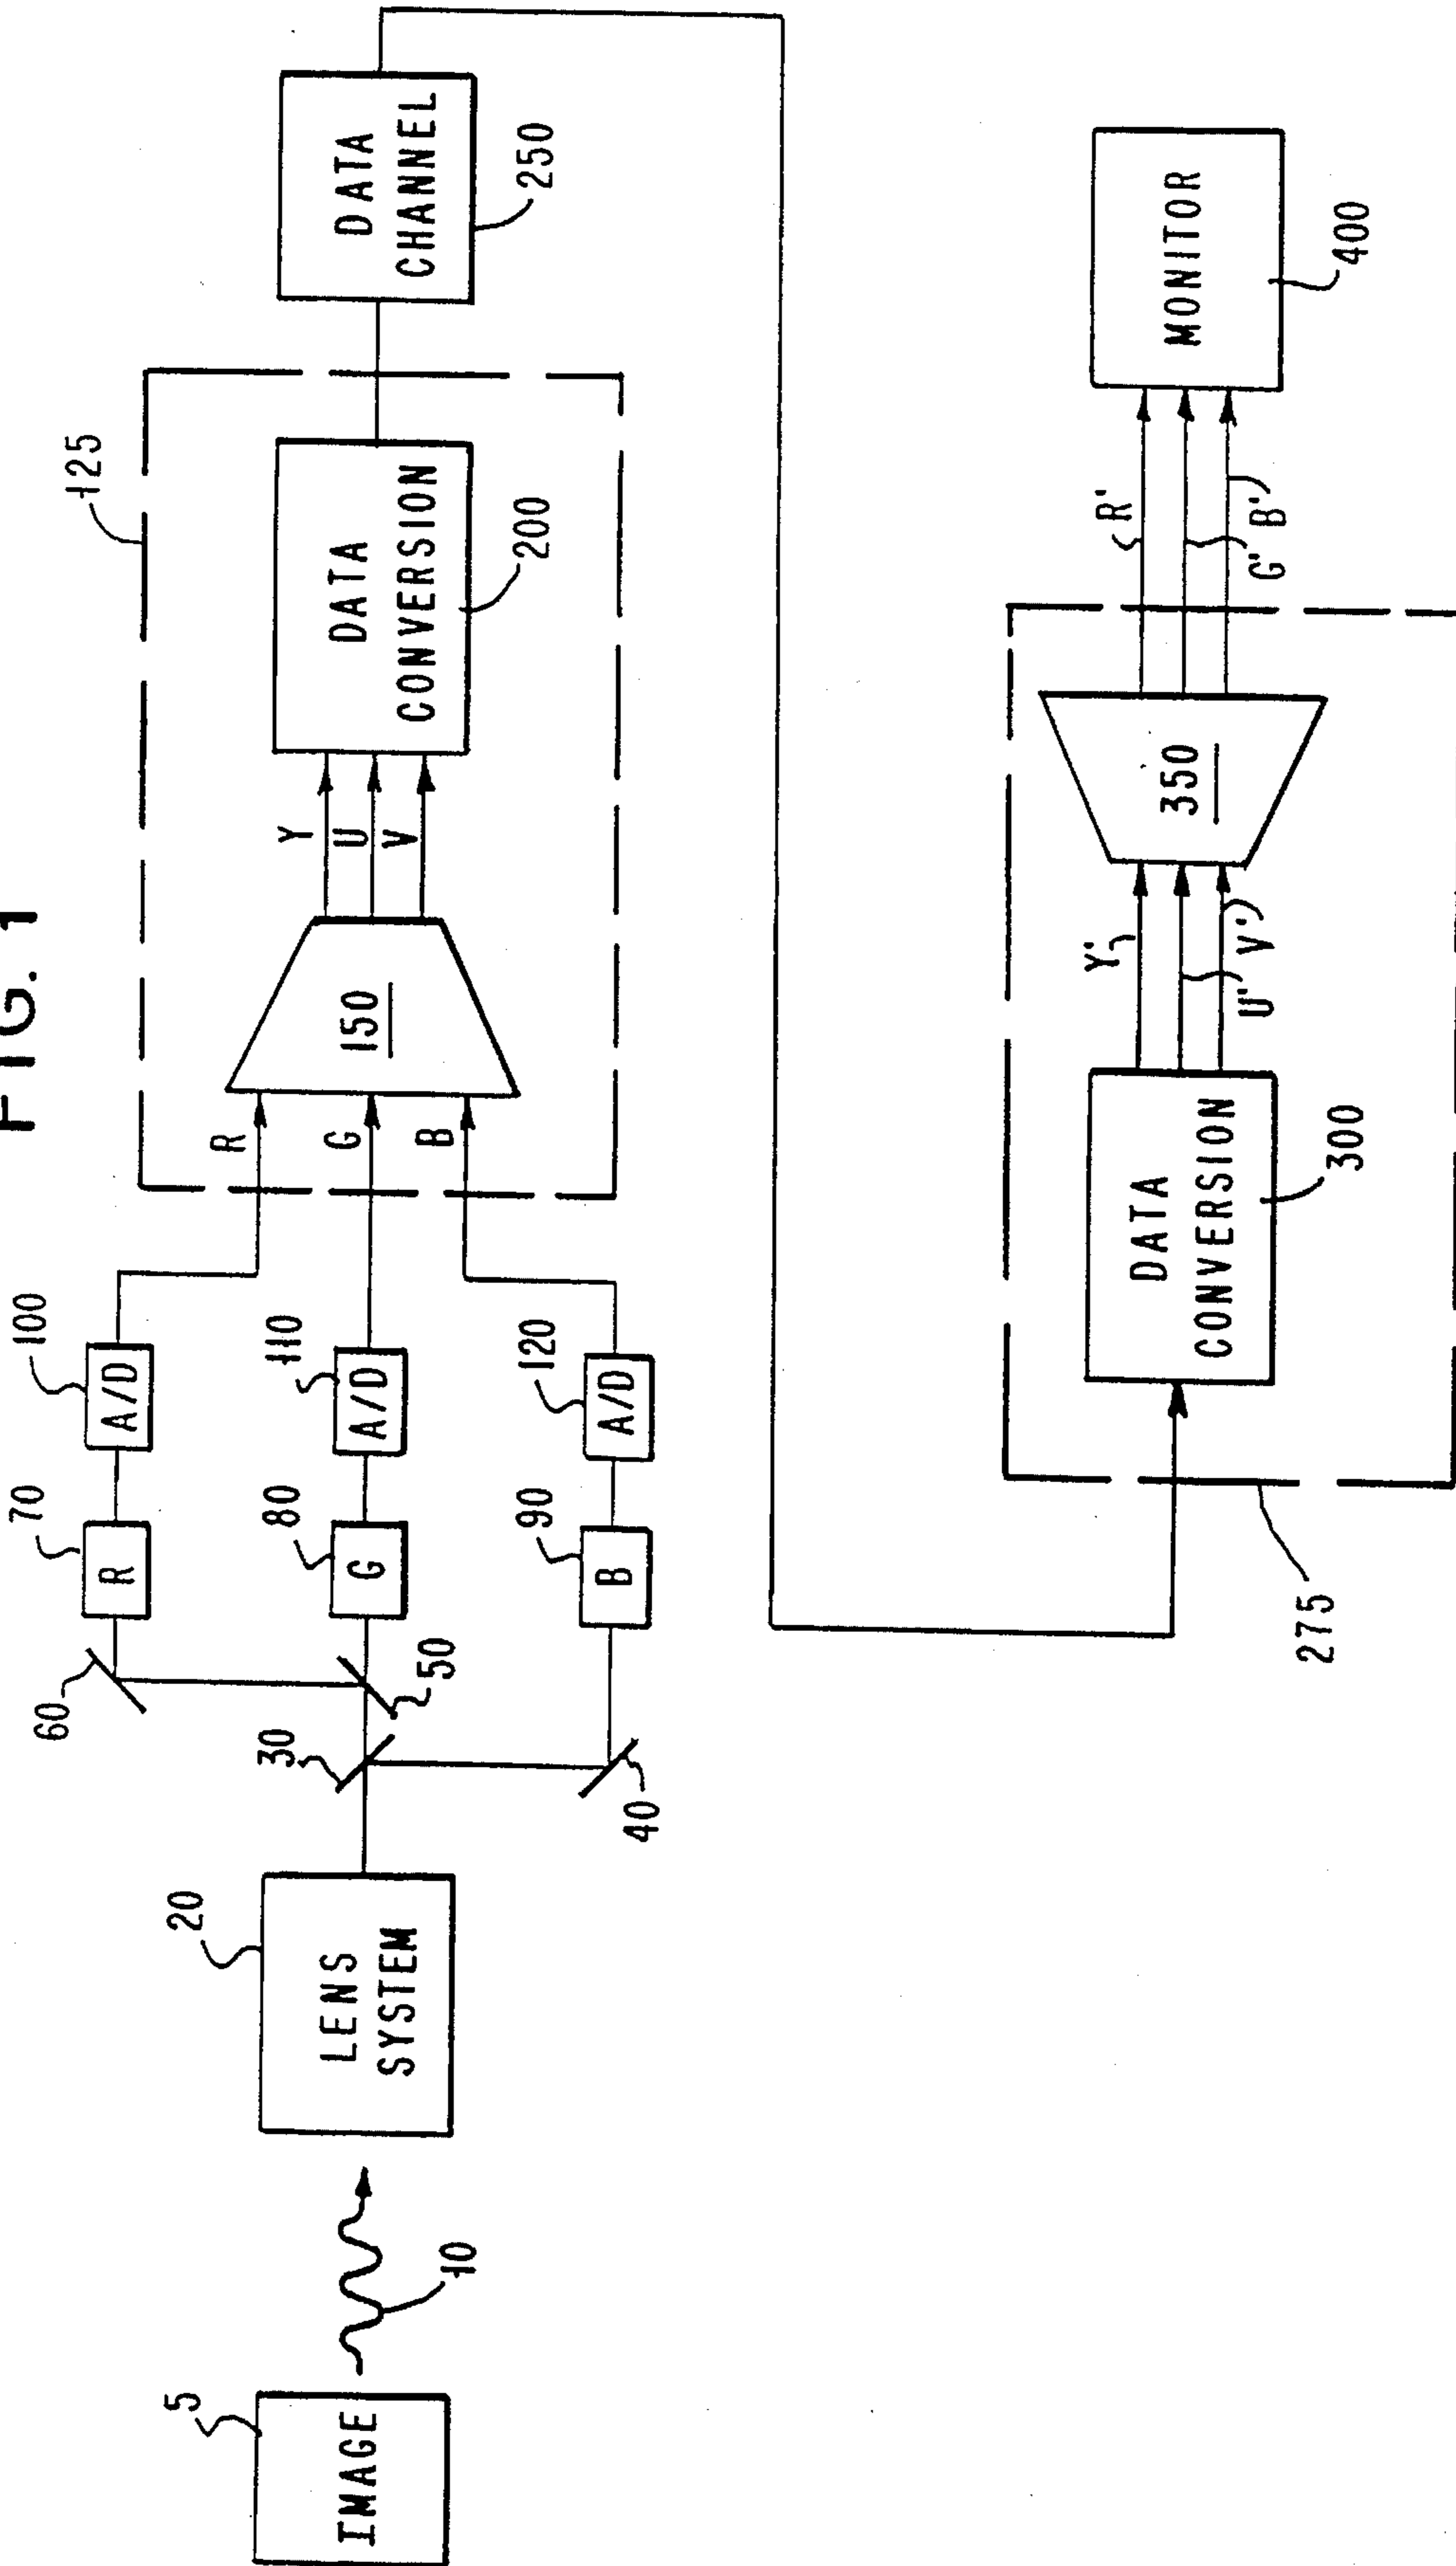 FIG. 1
5
IMAGE
10
20
LENS
SYSTEM
30
40
50
60
70
R
80
G
90
B
100
A/D
110
A/D
120
A/D
125
R
G
B
150
Y
U
V
DATA
CONVERSION
200
DATA
CHANNEL
250
275
DATA
CONVERSION
300
Y'
U'
V'
350
R'
G'
B'
MONITOR
400